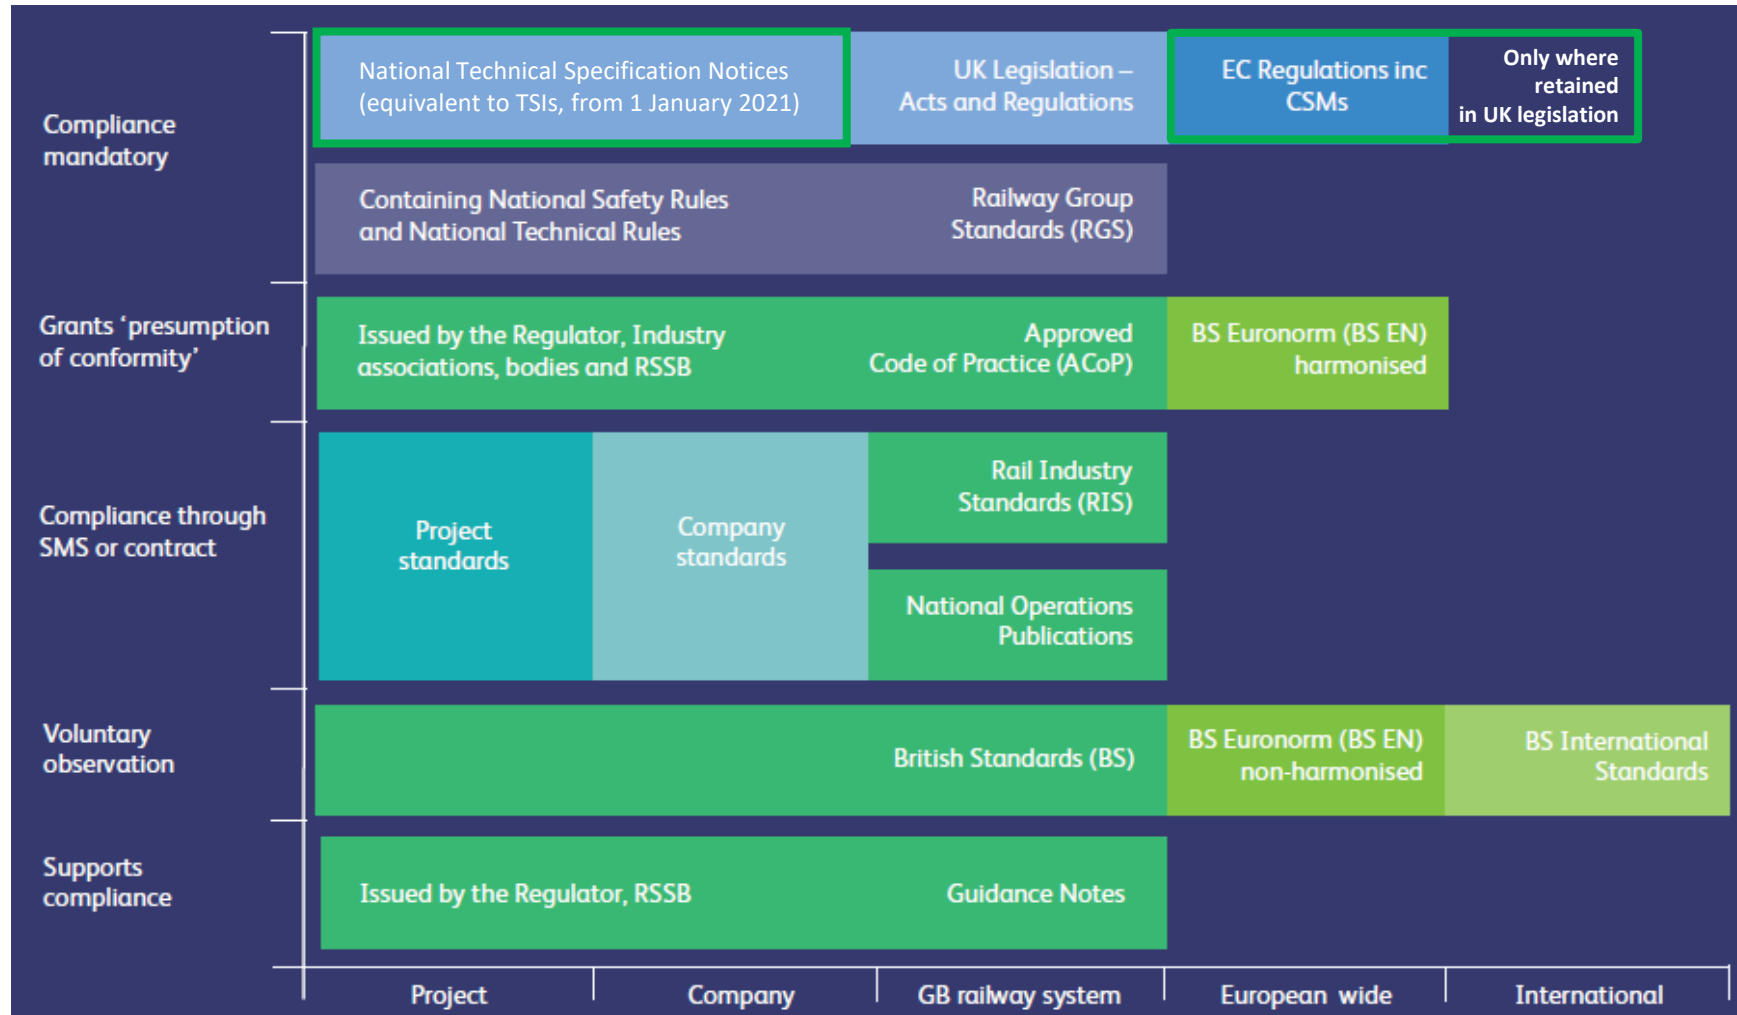 Compliance
mandatory
National Technical Specification Notices
(equivalent to TSIs, from 1 January 2021)
UK Legislation –
Acts and Regulations
EC Regulations inc
CSMs
Only where
retained
in UK legislation
Containing National Safety Rules
and National Technical Rules
Railway Group
Standards (RGS)
Grants ‘presumption
of conformity’
Issued by the Regulator, Industry
associations, bodies and RSSB
Approved
Code of Practice (ACoP)
BS Euronorm (BS EN)
harmonised
Compliance through
SMS or contract
Project
standards
Company
standards
Rail Industry
Standards (RIS)
National Operations
Publications
Voluntary
observation
British Standards (BS)
BS Euronorm (BS EN)
non-harmonised
BS International
Standards
Supports
compliance
Issued by the Regulator, RSSB
Guidance Notes
Project
Company
GB railway system
European wide
International